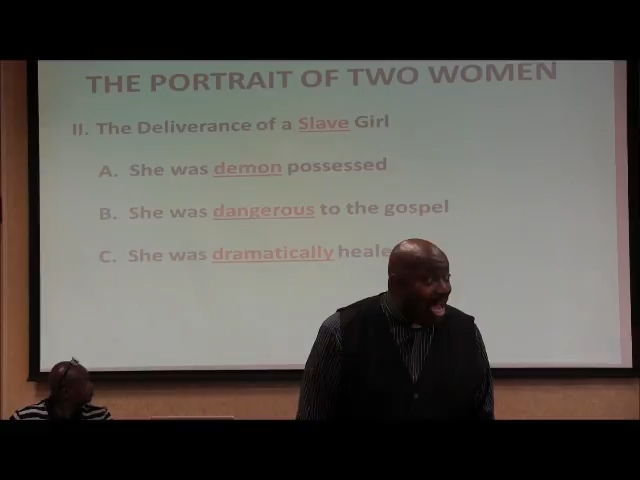 THE PORTRAIT OF TWO WOMEN
II. The Deliverance of a Slave Girl
A. She was demon possessed
B. She was dangerous to the gospel
C. She was dramatically heale